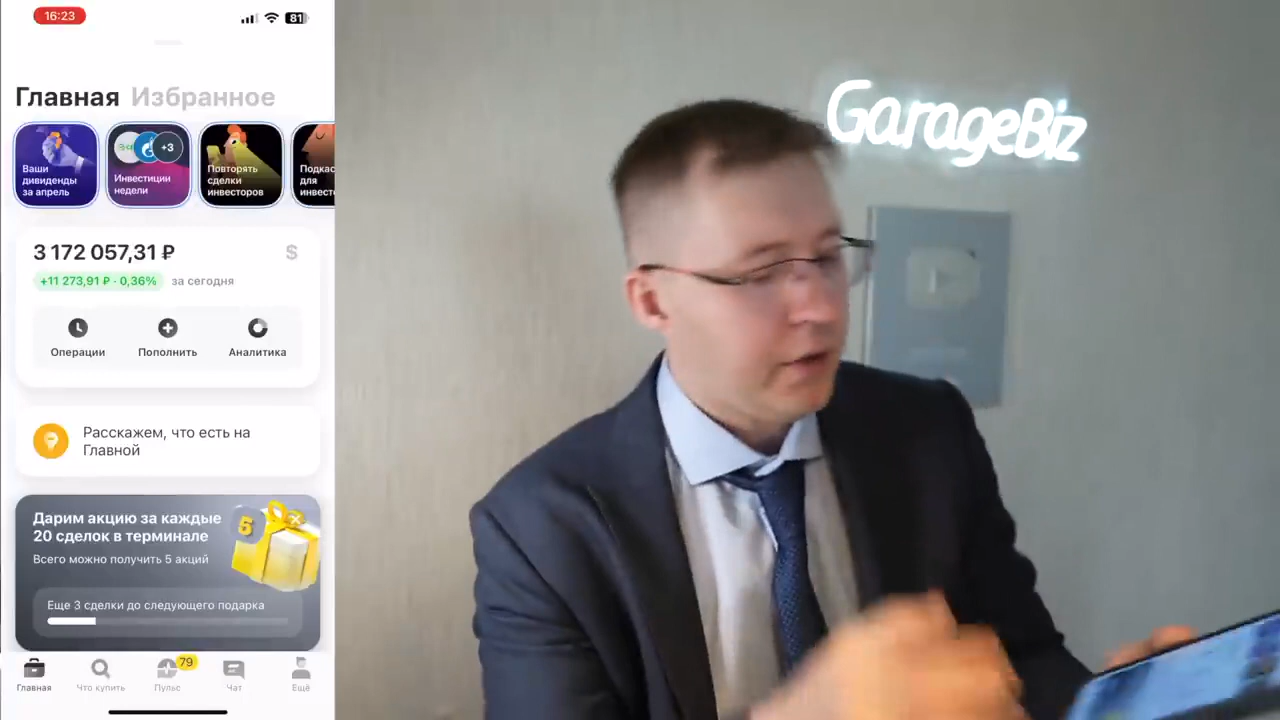 16:23
81
Главная Избранное
Ваши
дивиденды
за апрель
+3
Инвестиции
недели
Повторять
сделки
инвесторов
3 172 057,31 ₽
$
+11 273,91 ₽ · 0,36% за сегодня
Операции
Пополнить
Аналитика
Расскажем, что есть на
Главной
Дарим акцию за каждые
20 сделок в терминале
Всего можно получить 5 акций
5
Еще 3 сделки до следующего подарка
79
Главная
Что купить
Пульс
Чат
Ещё
GarageBiz